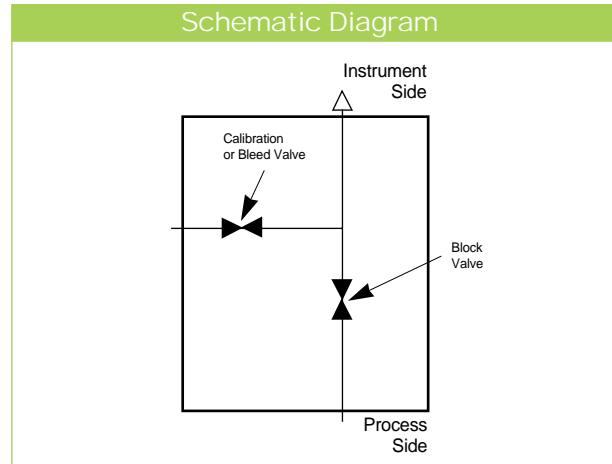 Schematic Diagram
Instrument
Side
Calibration
or Bleed Valve
Block
Valve
Process
Side